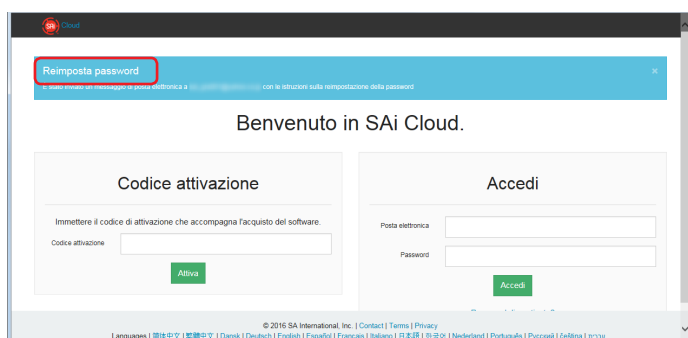 SAi Cloud
Reimposta password
×
È stato inviato un messaggio di posta elettronica a con le istruzioni sulla reimpostazione della password
Benvenuto in SAi Cloud.
Codice attivazione
Immettere il codice di attivazione che accompagna l'acquisto del software.
Codice attivazione
Attiva
Accedi
Posta elettronica
Password
Accedi
© 2016 SA International, Inc. | Contact | Terms | Privacy
Languages | 简体中文 | 繁體中文 | Dansk | Deutsch | English | Español | Français | Italiano | 日本語 | 한국어 | Nederland | Português | Русский | čeština | עברית